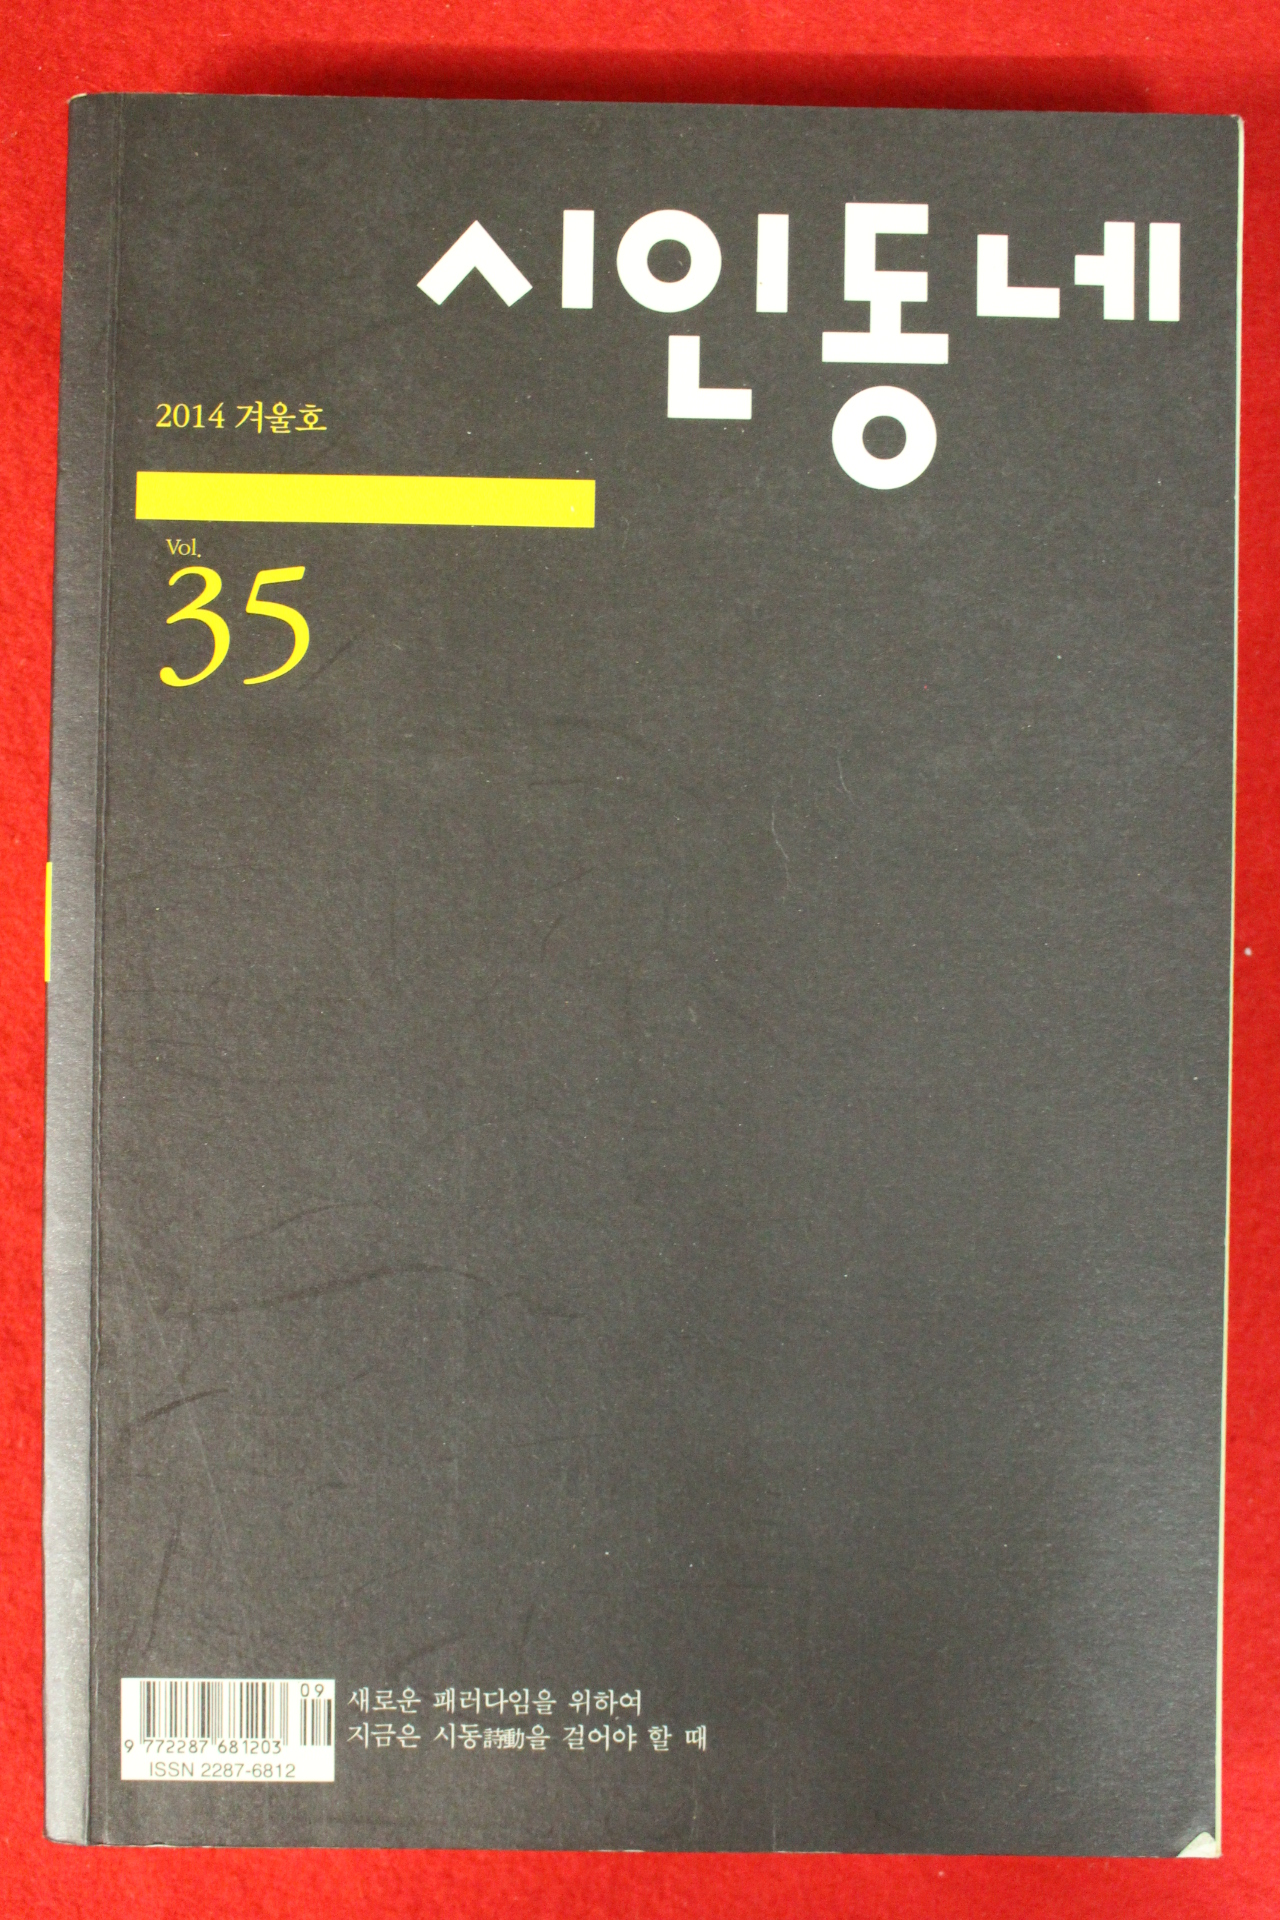 시인동네
2014 겨울호
Vol.
35
09
9 772287 681203
ISSN 2287-6812
새로운 패러다임을 위하여
지금은 시동詩動을 걸어야 할 때